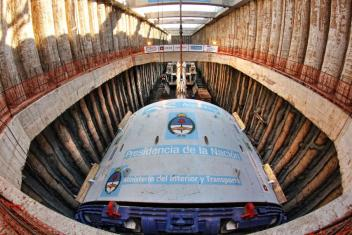 Presidencia de la Nación
Ministerio del Interior y Transporte